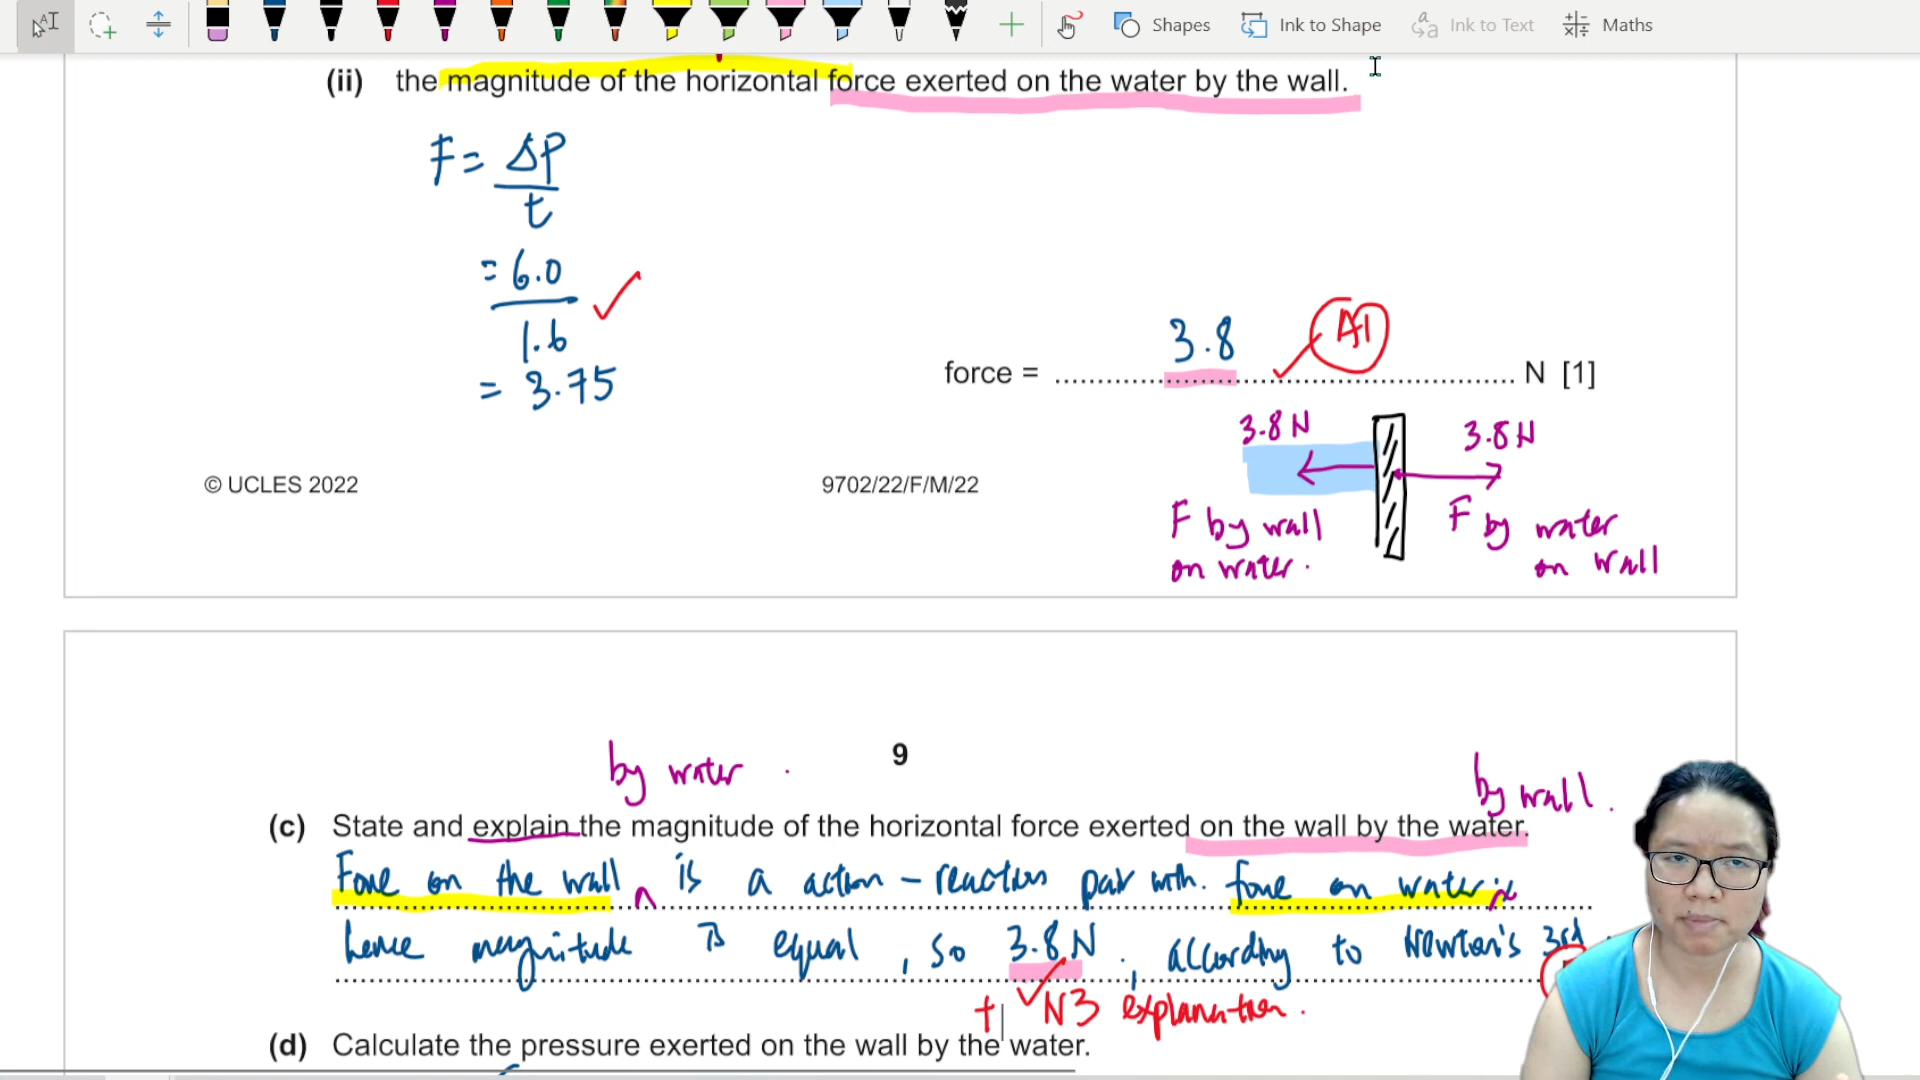 Shapes Ink to Shape Ink to Text Maths
(ii) the magnitude of the horizontal force exerted on the water by the wall.
F = ΔP
t
= 6.0
1.6
= 3.75
3.8 A1
force = ........ N [1]
3.8 N 3.8 N
F by wall
on water.
F by water
on wall
© UCLES 2022 9702/22/F/M/22
9
by water . by wall .
(c) State and explain the magnitude of the horizontal force exerted on the wall by the water.
Force on the wall ^ is a action - reaction pair with. force on water
hence magnitude is equal , so 3.8 N , according to Newton's 3rd
+ N3 explanation .
(d) Calculate the pressure exerted on the wall by the water.